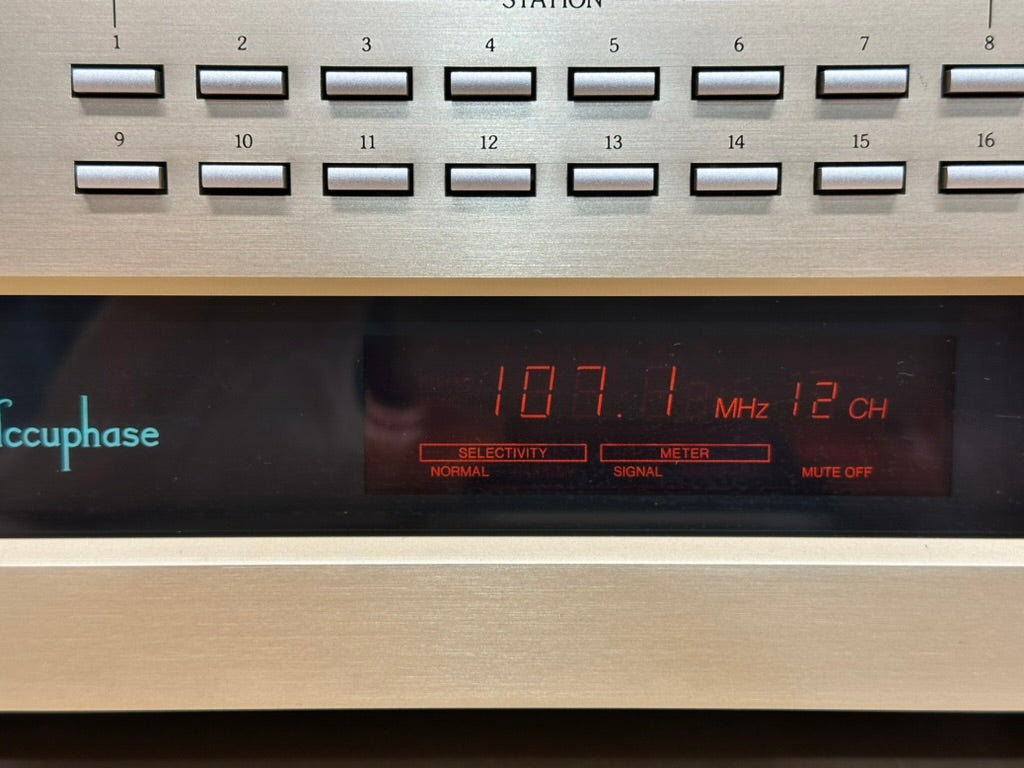 STATION
1 2 3 4 5 6 7 8
9 10 11 12 13 14 15 16
107.1 MHz 12 CH
Accuphase
SELECTIVITY METER
NORMAL SIGNAL MUTE OFF